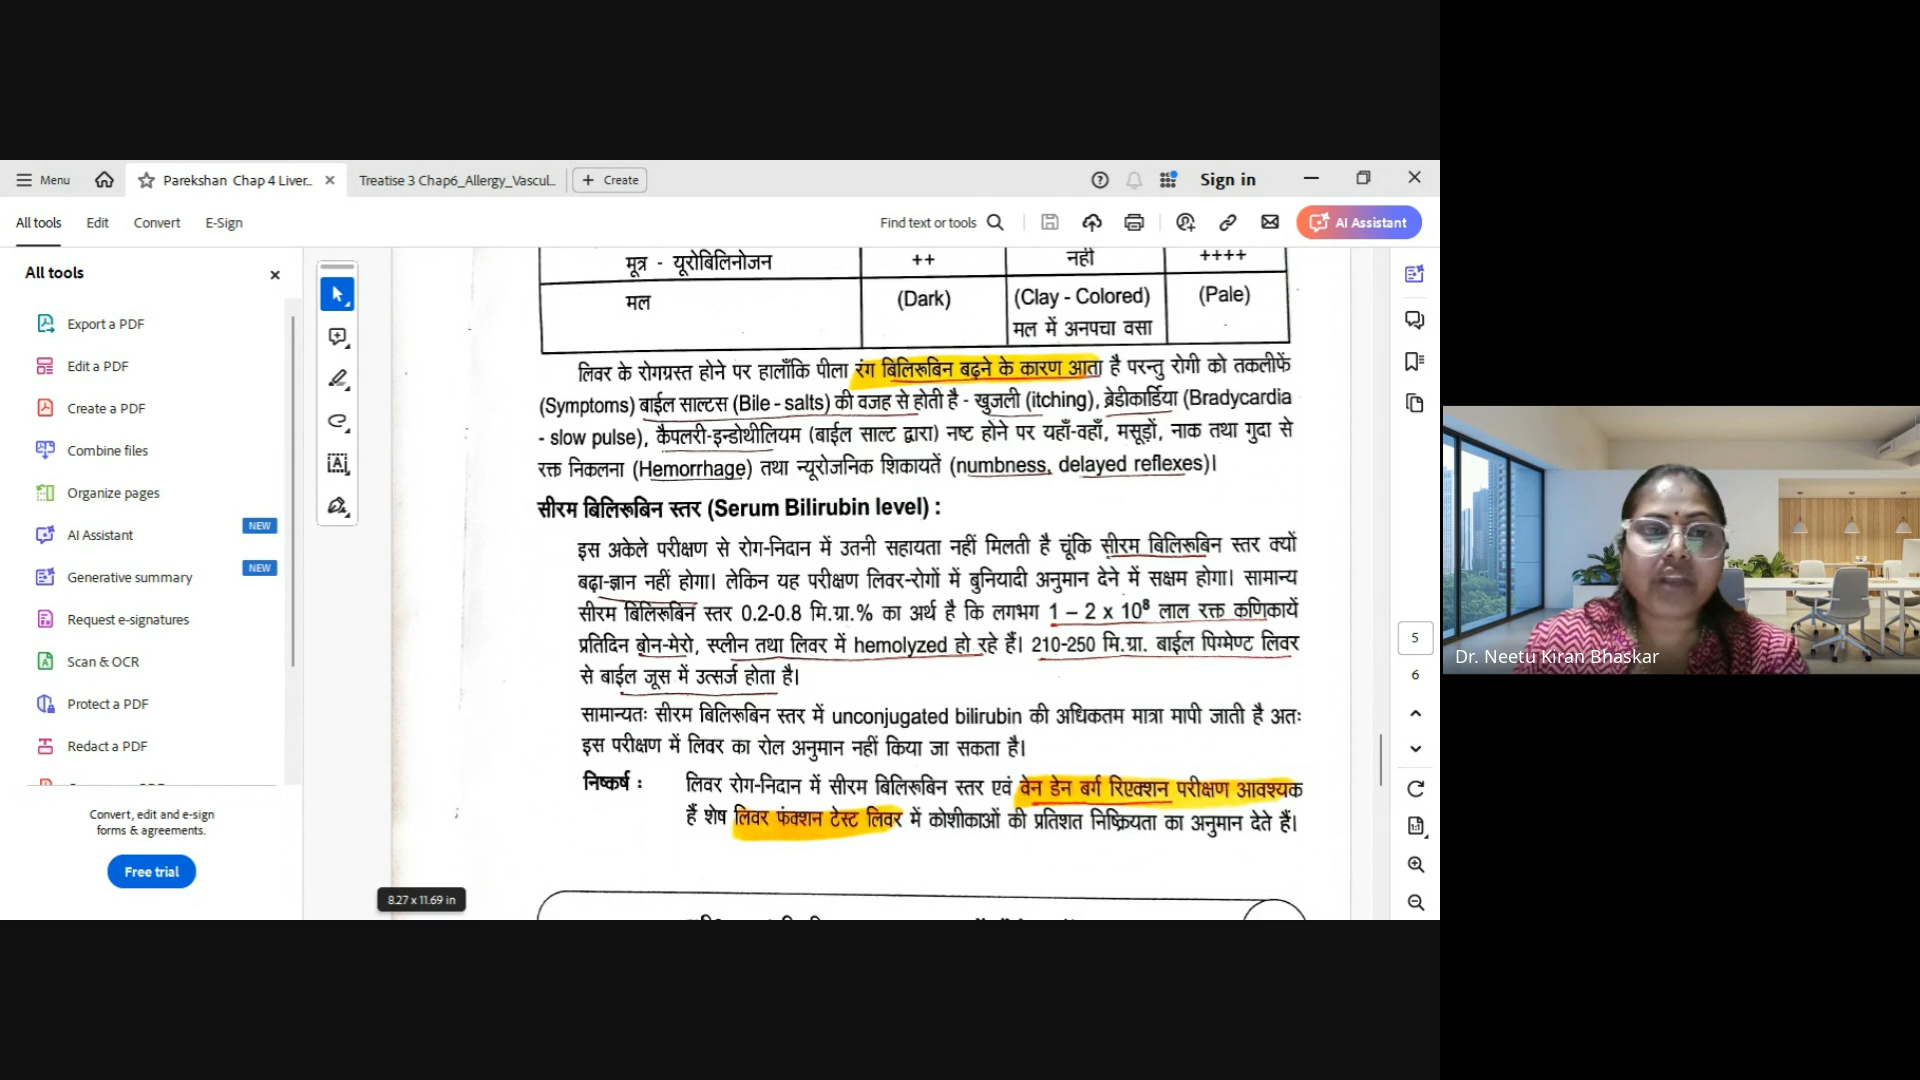 Menu
Parekshan Chap 4 Liver...
Treatise 3 Chap6_Allergy_Vascul...
Create
Sign in
All tools
Edit
Convert
E-Sign
Find text or tools
AI Assistant
All tools
Export a PDF
Edit a PDF
Create a PDF
Combine files
Organize pages
AI Assistant NEW
Generative summary NEW
Request e-signatures
Scan & OCR
Protect a PDF
Redact a PDF
Convert, edit and e-sign
forms & agreements.
Free trial
8.27 x 11.69 in
मूत्र - यूरोबिलिनोजन ++ नहीं ++++
मल (Dark) (Clay - Colored) (Pale)
मल में अनपचा वसा
लिवर के रोगग्रस्त होने पर हालाँकि पीला रंग बिलिरूबिन बढ़ने के कारण आता है परन्तु रोगी को तकलीफें
(Symptoms) बाईल साल्टस (Bile - salts) की वजह से होती है - खुजली (itching), ब्रेडीकार्डिया (Bradycardia
- slow pulse), कैपलरी-इन्डोथीलियम (बाईल साल्ट द्वारा) नष्ट होने पर यहाँ-वहाँ, मसूड़ों, नाक तथा गुदा से
रक्त निकलना (Hemorrhage) तथा न्यूरोजनिक शिकायतें (numbness, delayed reflexes)।
सीरम बिलिरूबिन स्तर (Serum Bilirubin level) :
इस अकेले परीक्षण से रोग-निदान में उतनी सहायता नहीं मिलती है चूंकि सीरम बिलिरूबिन स्तर क्यों
बढ़ा-ज्ञान नहीं होगा। लेकिन यह परीक्षण लिवर-रोगों में बुनियादी अनुमान देने में सक्षम होगा। सामान्य
सीरम बिलिरूबिन स्तर 0.2-0.8 मि.ग्रा.% का अर्थ है कि लगभग 1 – 2 x 10⁸ लाल रक्त कणिकायें
प्रतिदिन बोन-मेरो, स्लीन तथा लिवर में hemolyzed हो रहे हैं। 210-250 मि.ग्रा. बाईल पिग्मेण्ट लिवर
से बाईल जूस में उत्सर्ज होता है।
सामान्यतः सीरम बिलिरूबिन स्तर में unconjugated bilirubin की अधिकतम मात्रा मापी जाती है अतः
इस परीक्षण में लिवर का रोल अनुमान नहीं किया जा सकता है।
निष्कर्ष : लिवर रोग-निदान में सीरम बिलिरूबिन स्तर एवं वेन डेन बर्ग रिएक्शन परीक्षण आवश्यक
हैं शेष लिवर फंक्शन टेस्ट लिवर में कोशीकाओं की प्रतिशत निष्क्रियता का अनुमान देते हैं।
5
6
Dr. Neetu Kiran Bhaskar